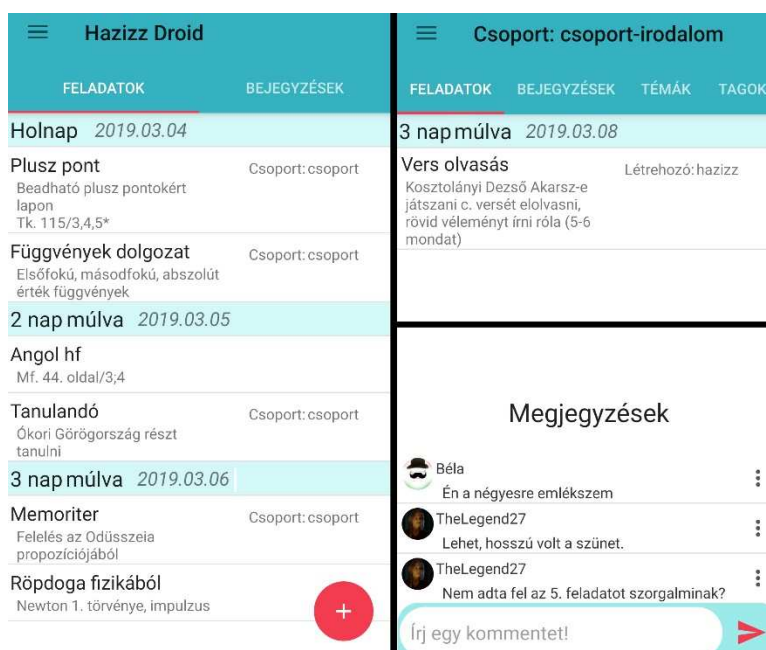 Hazizz Droid
FELADATOK BEJEGYZÉSEK
Holnap 2019.03.04
Plusz pont Csoport: csoport
Beadható plusz pontokért
lapon
Tk. 115/3,4,5*
Függvények dolgozat Csoport: csoport
Elsőfokú, másodfokú, abszolút
érték függvények
2 nap múlva 2019.03.05
Angol hf
Mf. 44. oldal/3;4
Tanulandó Csoport: csoport
Ókori Görögország részt
tanulni
3 nap múlva 2019.03.06
Memoriter Csoport: csoport
Felelés az Odüsszeia
propozíciójából
Röpdoga fizikából
Newton 1. törvénye, impulzus
+
Csoport: csoport-irodalom
FELADATOK BEJEGYZÉSEK TÉMÁK TAGOK
3 nap múlva 2019.03.08
Vers olvasás Létrehozó: hazizz
Kosztolányi Dezső Akarsz-e
játszani c. versét elolvasni,
rövid véleményt írni róla (5-6
mondat)
Megjegyzések
Béla
Én a négyesre emlékszem
TheLegend27
Lehet, hosszú volt a szünet.
TheLegend27
Nem adta fel az 5. feladatot szorgalminak?
Írj egy kommentet!